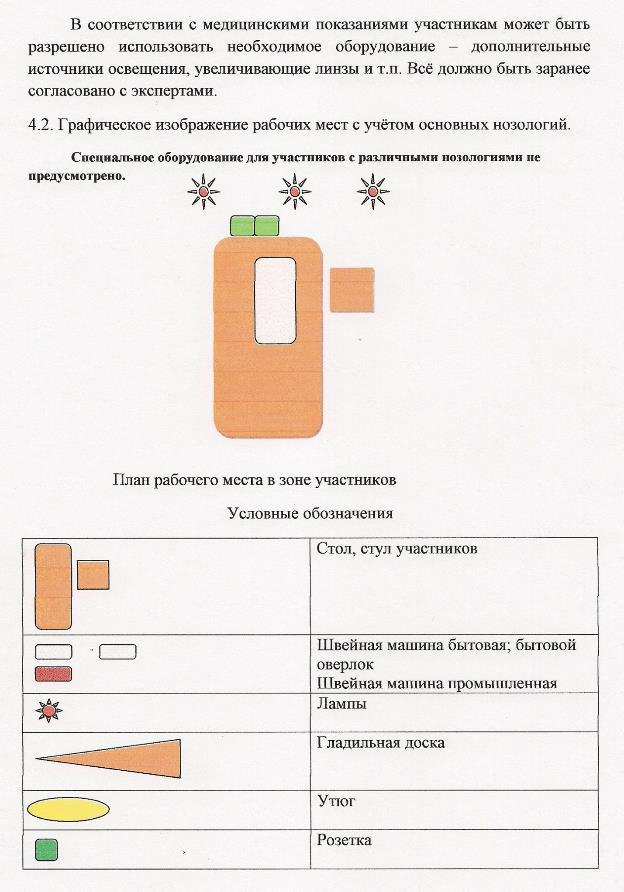 В соответствии с медицинскими показаниями участникам может быть
разрешено использовать необходимое оборудование – дополнительные
источники освещения, увеличивающие линзы и т.п. Всё должно быть заранее
согласовано с экспертами.
4.2. Графическое изображение рабочих мест с учётом основных нозологий.
Специальное оборудование для участников с различными нозологиями не
предусмотрено.
План рабочего места в зоне участников
Условные обозначения
Стол, стул участников
Швейная машина бытовая; бытовой
оверлок
Швейная машина промышленная
Лампы
Гладильная доска
Утюг
Розетка